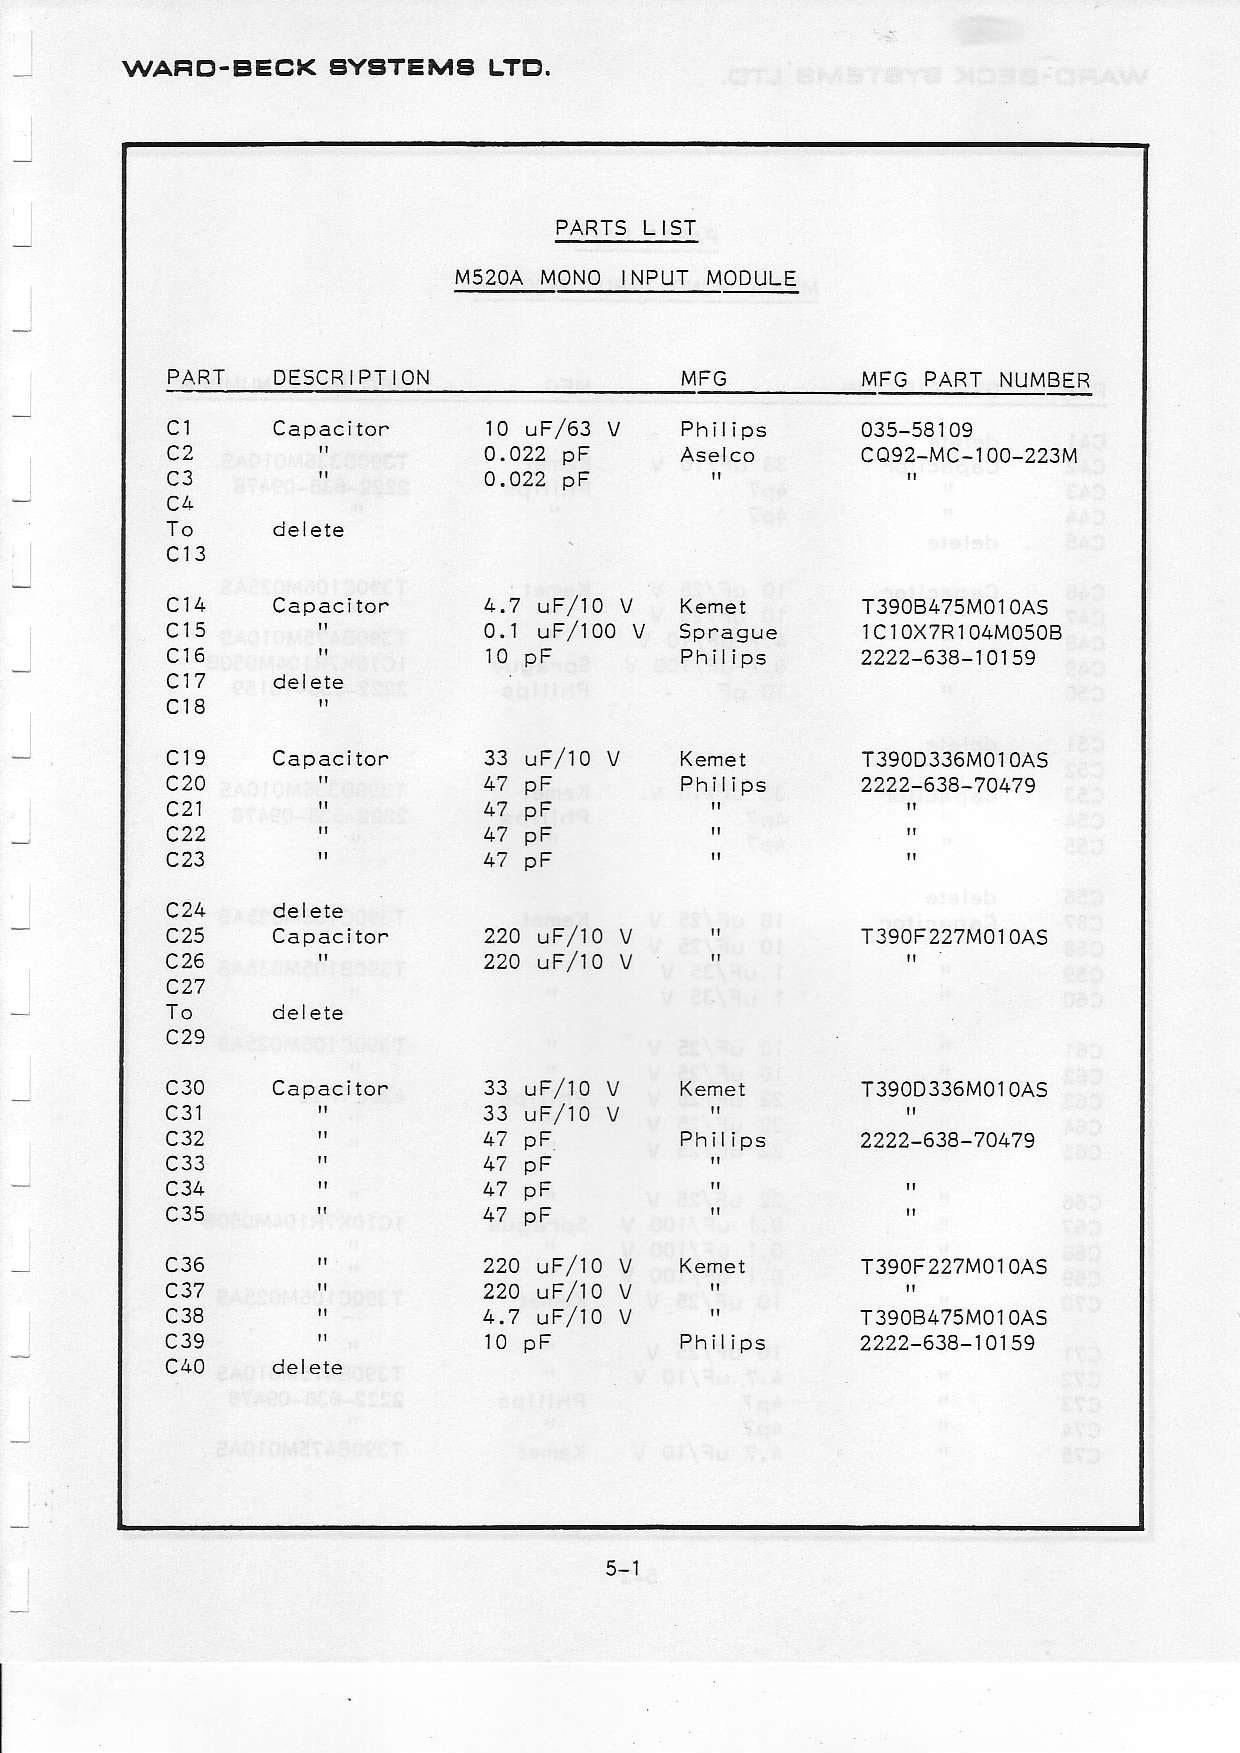 WARD-BECK SYSTEMS LTD.
PARTS LIST
M520A MONO INPUT MODULE
PART DESCRIPTION MFG MFG PART NUMBER
C1 Capacitor 10 uF/63 V Philips 035-58109
C2 " 0.022 pF Aselco CQ92-MC-100-223M
C3 " 0.022 pF " "
C4
To delete
C13
C14 Capacitor 4.7 uF/10 V Kemet T390B475M010AS
C15 " 0.1 uF/100 V Sprague 1C10X7R104M050B
C16 " 10 pF Philips 2222-638-10159
C17 delete
C18 "
C19 Capacitor 33 uF/10 V Kemet T390D336M010AS
C20 " 47 pF Philips 2222-638-70479
C21 " 47 pF " "
C22 " 47 pF " "
C23 " 47 pF " "
C24 delete
C25 Capacitor 220 uF/10 V " T390F227M010AS
C26 " 220 uF/10 V " "
C27
To delete
C29
C30 Capacitor 33 uF/10 V Kemet T390D336M010AS
C31 " 33 uF/10 V " "
C32 " 47 pF Philips 2222-638-70479
C33 " 47 pF "
C34 " 47 pF " "
C35 " 47 pF " "
C36 " 220 uF/10 V Kemet T390F227M010AS
C37 " 220 uF/10 V " "
C38 " 4.7 uF/10 V " T390B475M010AS
C39 " 10 pF Philips 2222-638-10159
C40 delete
5-1